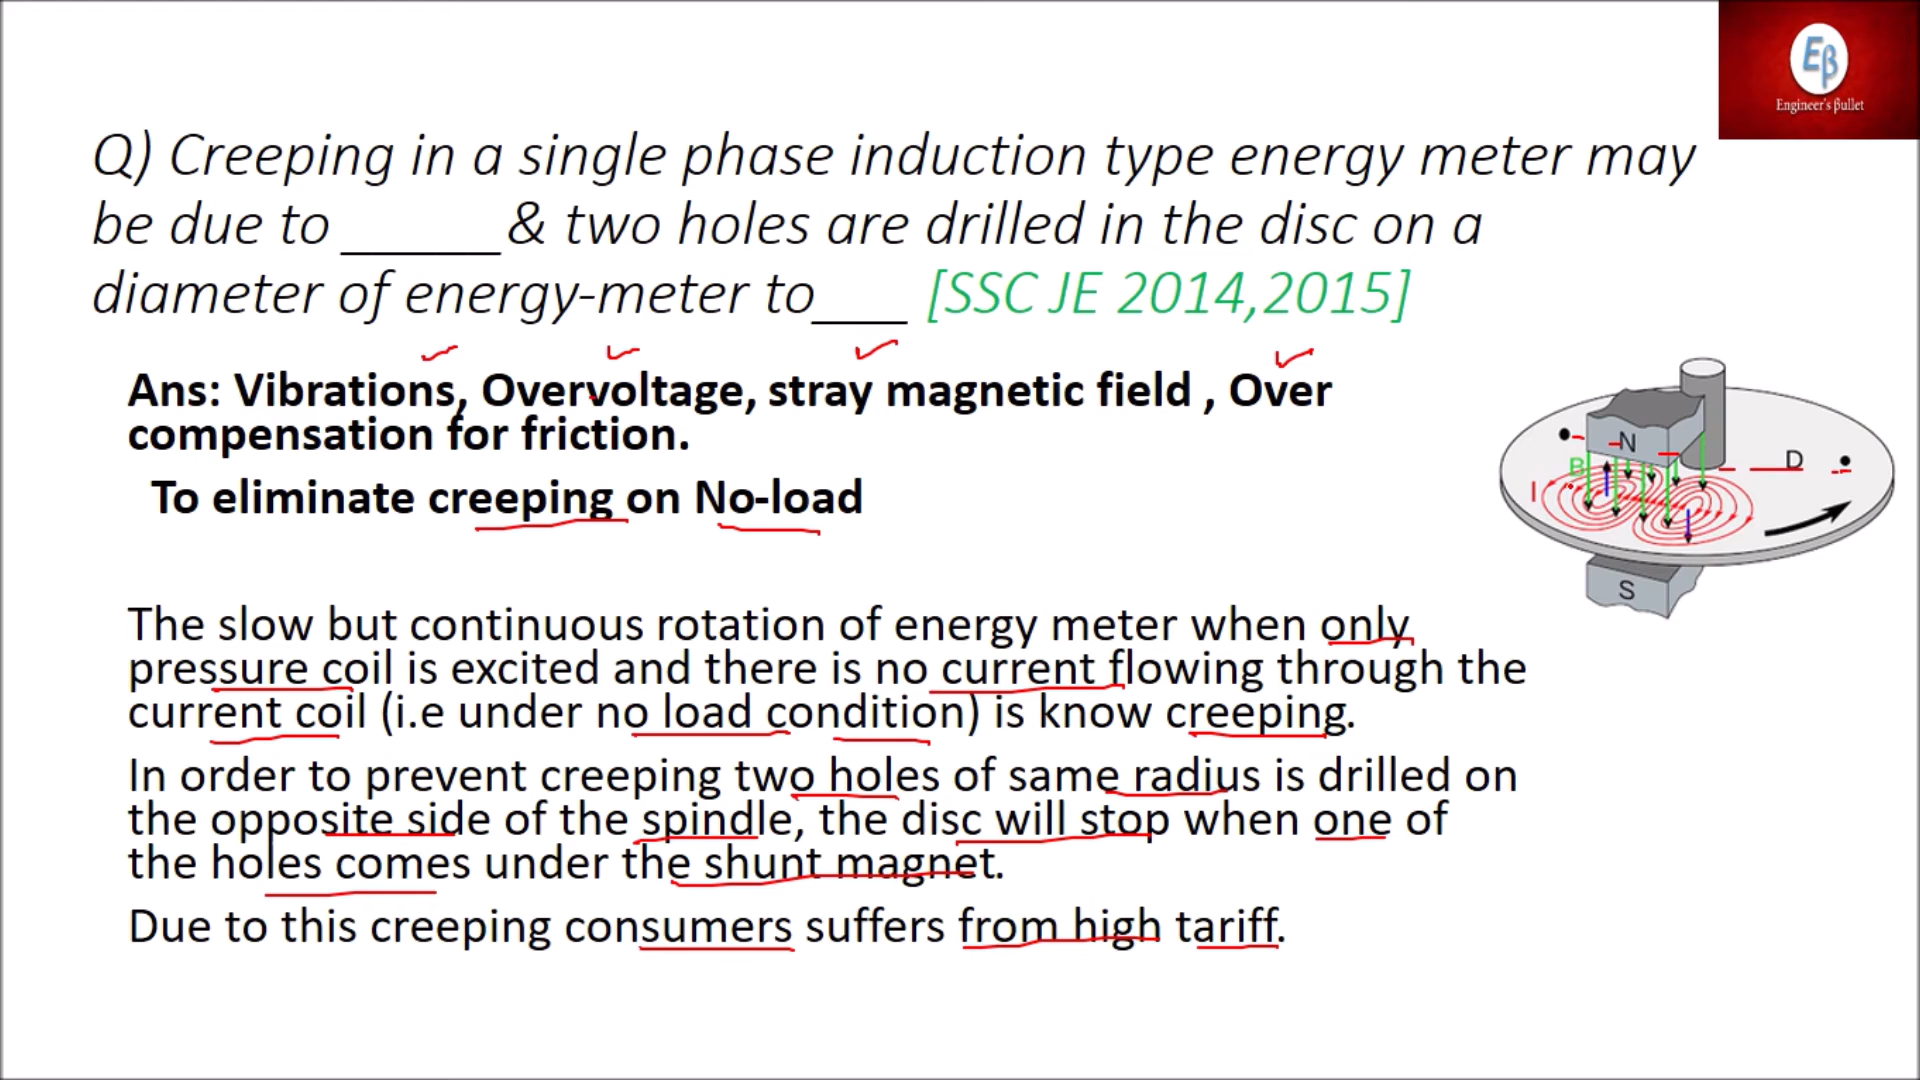 Eβ
Engineer's βullet
Q) Creeping in a single phase induction type energy meter may
be due to ______& two holes are drilled in the disc on a
diameter of energy-meter to____ [SSC JE 2014,2015]
Ans: Vibrations, Overvoltage, stray magnetic field , Over
compensation for friction.
To eliminate creeping on No-load
N
B
D
I
S
The slow but continuous rotation of energy meter when only
pressure coil is excited and there is no current flowing through the
current coil (i.e under no load condition) is know creeping.
In order to prevent creeping two holes of same radius is drilled on
the opposite side of the spindle, the disc will stop when one of
the holes comes under the shunt magnet.
Due to this creeping consumers suffers from high tariff.